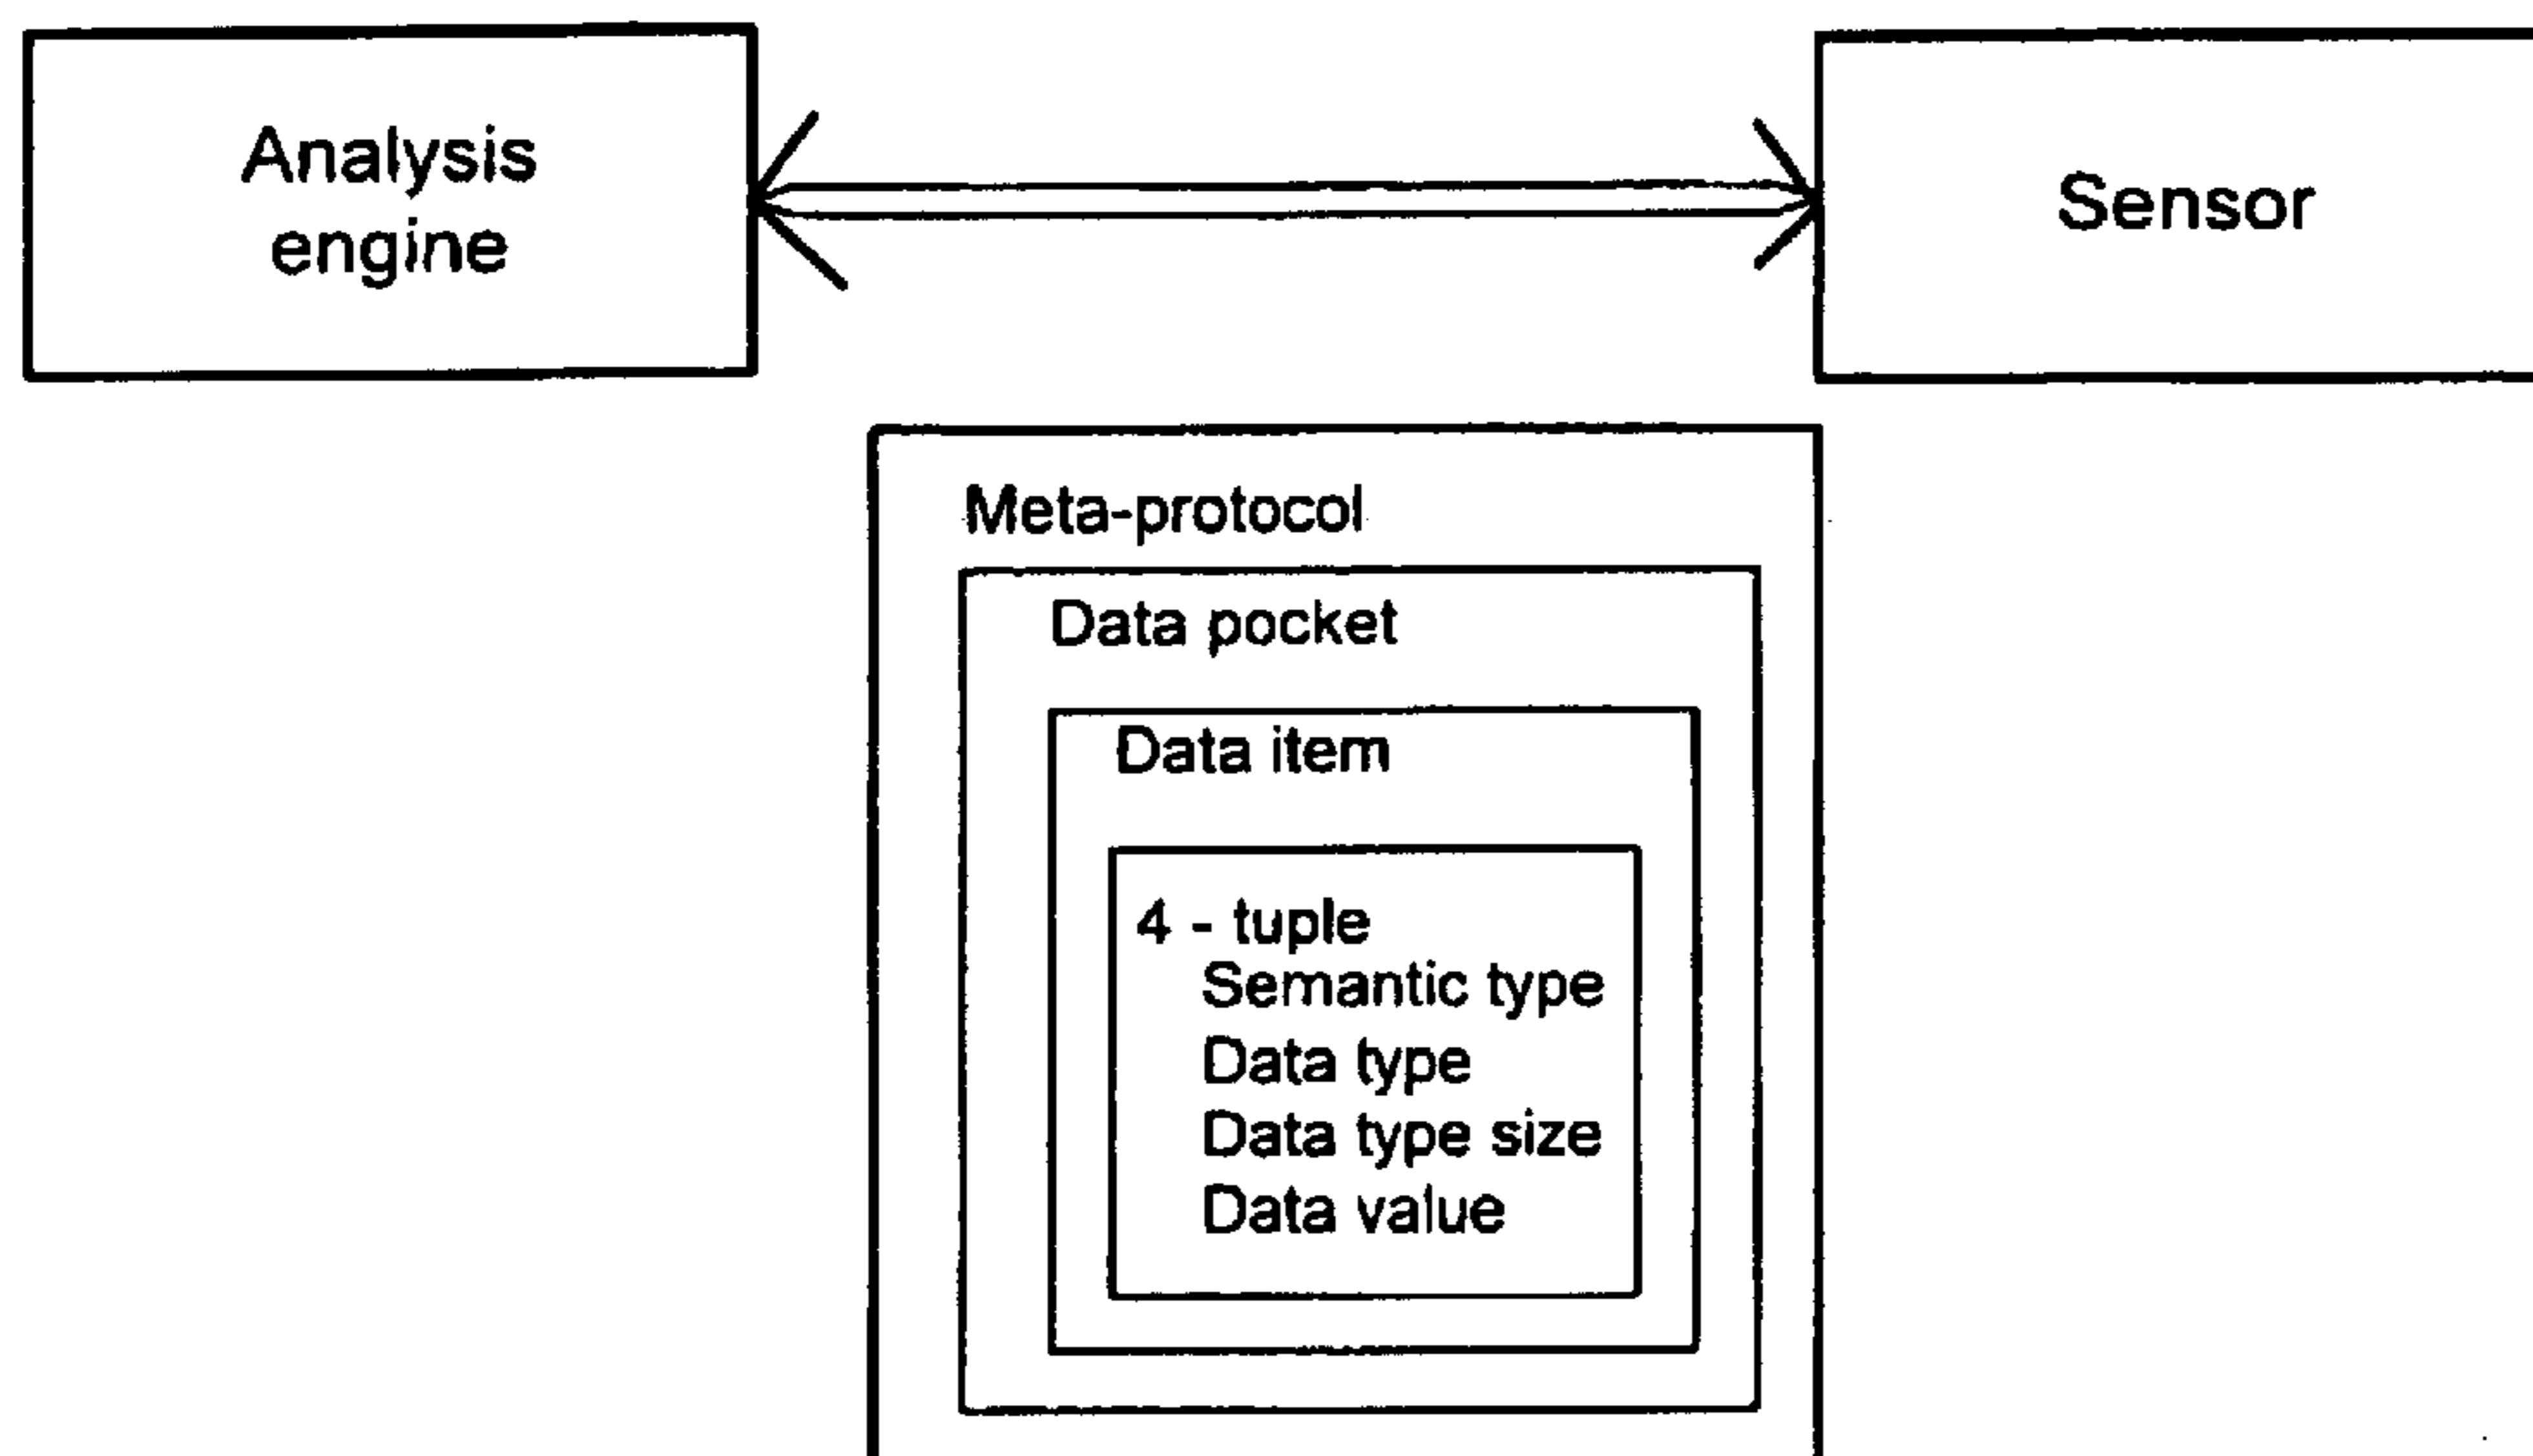 Analysis
engine
Sensor
Meta-protocol
Data pocket
Data item
4 - tuple
Semantic type
Data type
Data type size
Data value